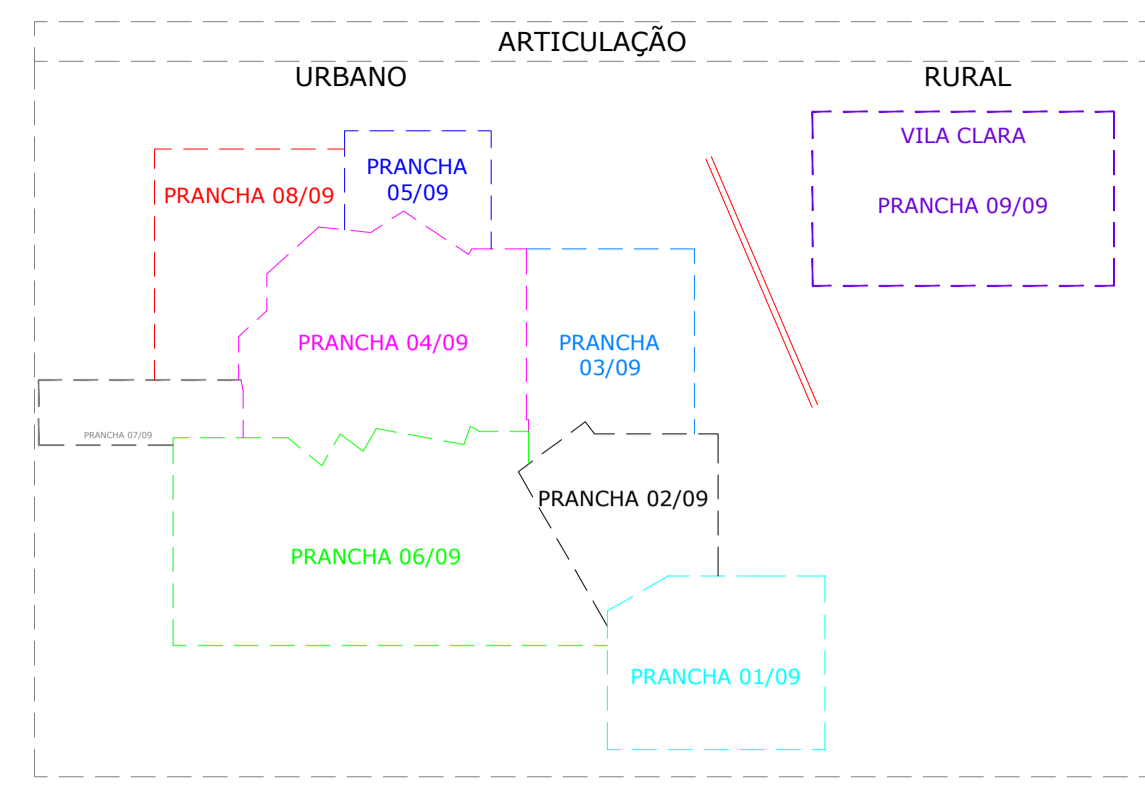 ARTICULAÇÃO
URBANO
RURAL
VILA CLARA
PRANCHA
05/09
PRANCHA 08/09
PRANCHA 09/09
PRANCHA 04/09
PRANCHA
03/09
PRANCHA 07/09
PRANCHA 02/09
PRANCHA 06/09
PRANCHA 01/09